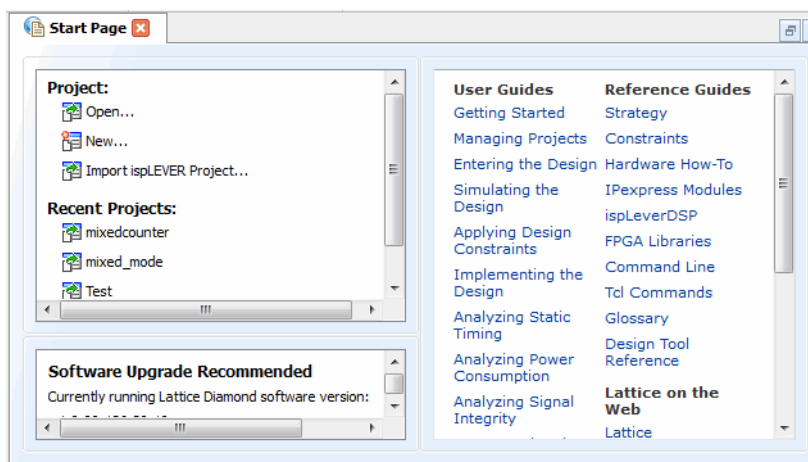 Start Page
Project:
Open...
New...
Import ispLEVER Project...
Recent Projects:
mixedcounter
mixed_mode
Test
Software Upgrade Recommended
Currently running Lattice Diamond software version:
User Guides
Getting Started
Managing Projects
Entering the Design
Simulating the
Design
Applying Design
Constraints
Implementing the
Design
Analyzing Static
Timing
Analyzing Power
Consumption
Analyzing Signal
Integrity
Reference Guides
Strategy
Constraints
Hardware How-To
IPexpress Modules
ispLeverDSP
FPGA Libraries
Command Line
Tcl Commands
Glossary
Design Tool
Reference
Lattice on the
Web
Lattice